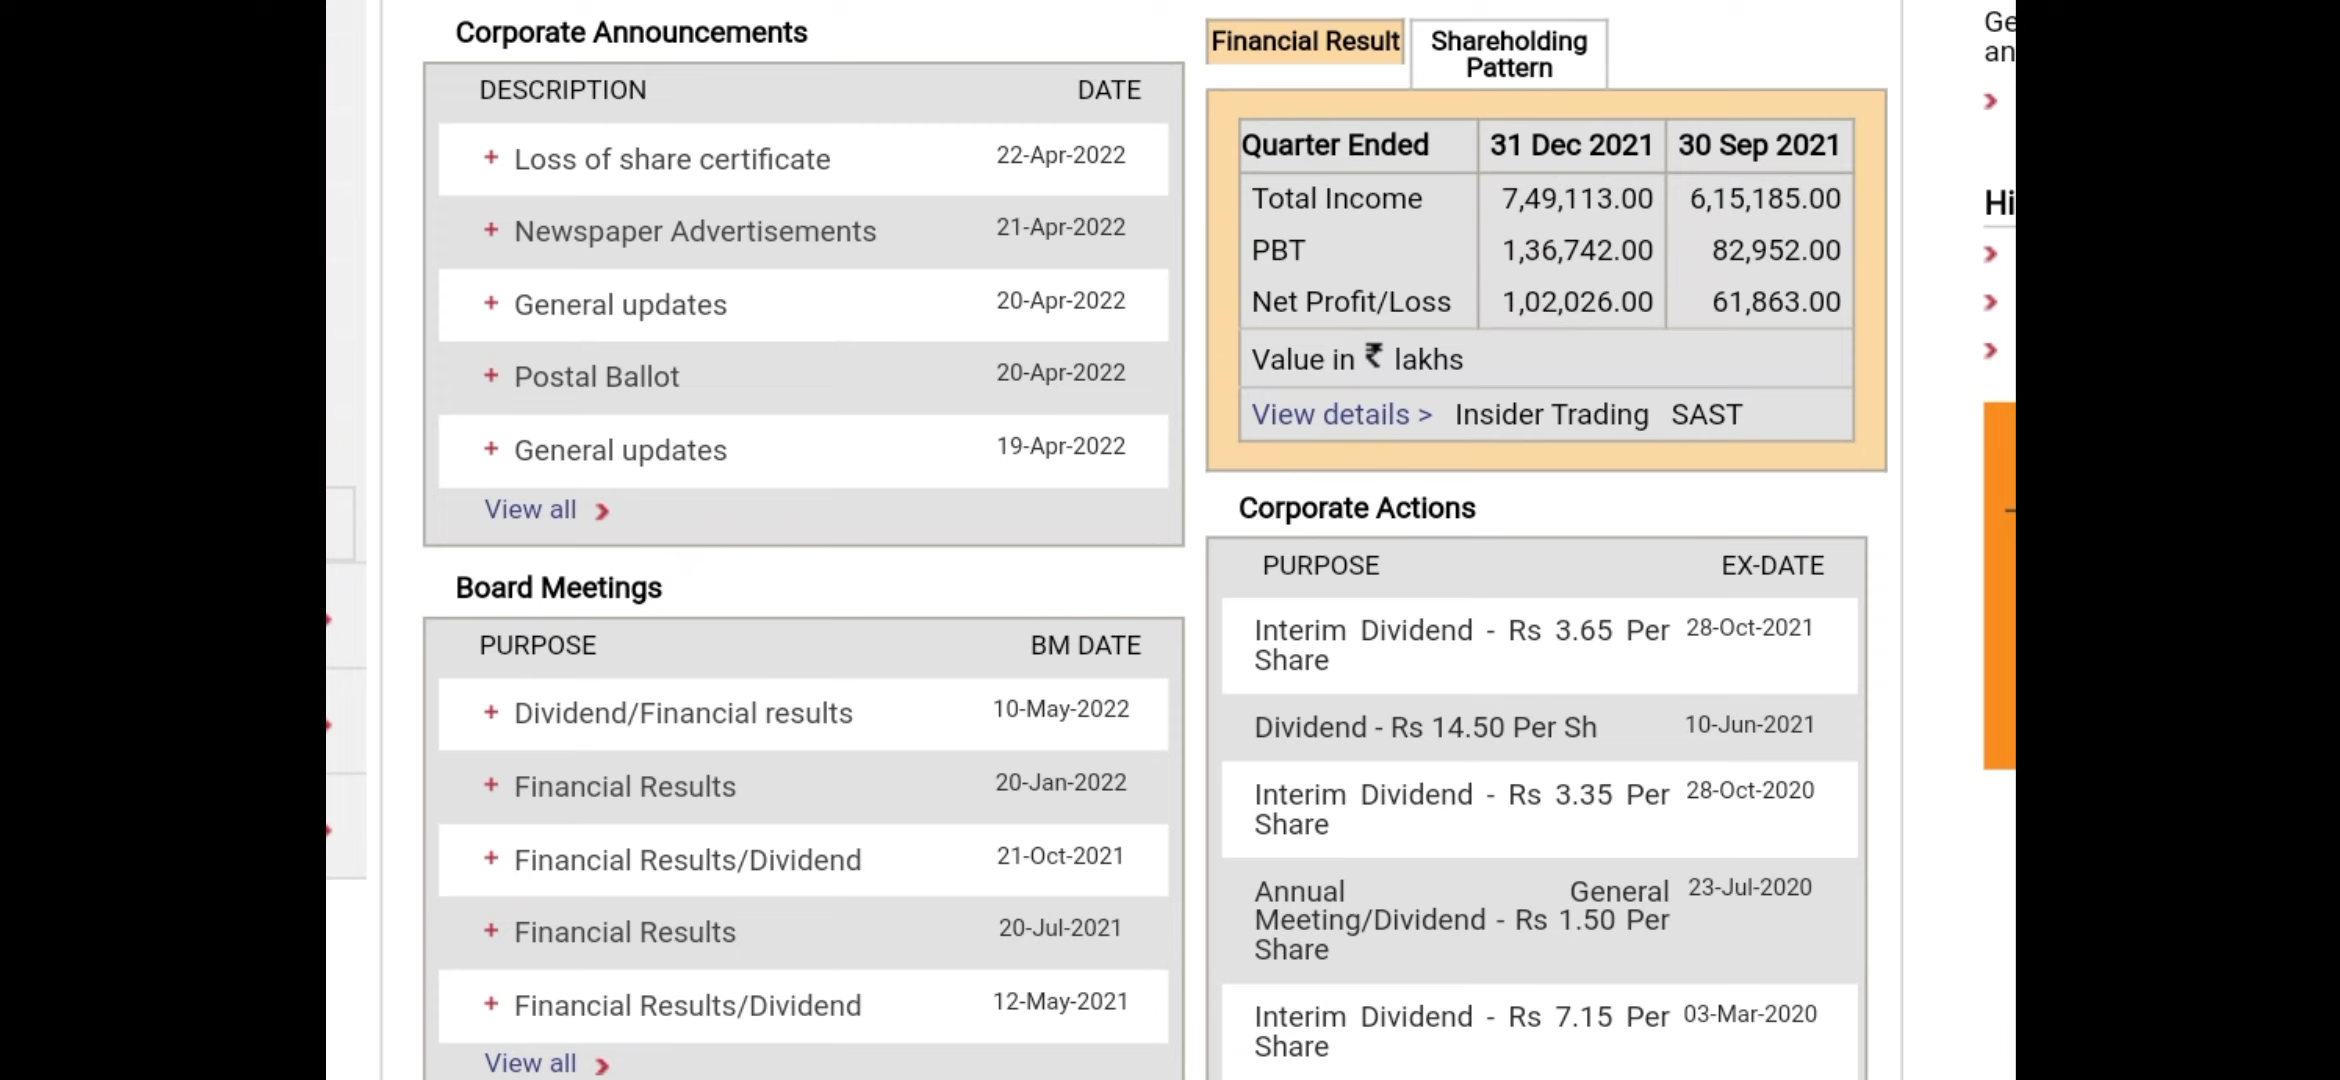 Corporate Announcements
DESCRIPTION DATE
+ Loss of share certificate 22-Apr-2022
+ Newspaper Advertisements 21-Apr-2022
+ General updates 20-Apr-2022
+ Postal Ballot 20-Apr-2022
+ General updates 19-Apr-2022
View all
Board Meetings
PURPOSE BM DATE
+ Dividend/Financial results 10-May-2022
+ Financial Results 20-Jan-2022
+ Financial Results/Dividend 21-Oct-2021
+ Financial Results 20-Jul-2021
+ Financial Results/Dividend 12-May-2021
View all
Financial Result
Shareholding
Pattern
Quarter Ended 31 Dec 2021 30 Sep 2021
Total Income 7,49,113.00 6,15,185.00
PBT 1,36,742.00 82,952.00
Net Profit/Loss 1,02,026.00 61,863.00
Value in ₹ lakhs
View details > Insider Trading SAST
Corporate Actions
PURPOSE EX-DATE
Interim Dividend - Rs 3.65 Per 28-Oct-2021
Share
Dividend - Rs 14.50 Per Sh 10-Jun-2021
Interim Dividend - Rs 3.35 Per 28-Oct-2020
Share
Annual General 23-Jul-2020
Meeting/Dividend - Rs 1.50 Per
Share
Interim Dividend - Rs 7.15 Per 03-Mar-2020
Share